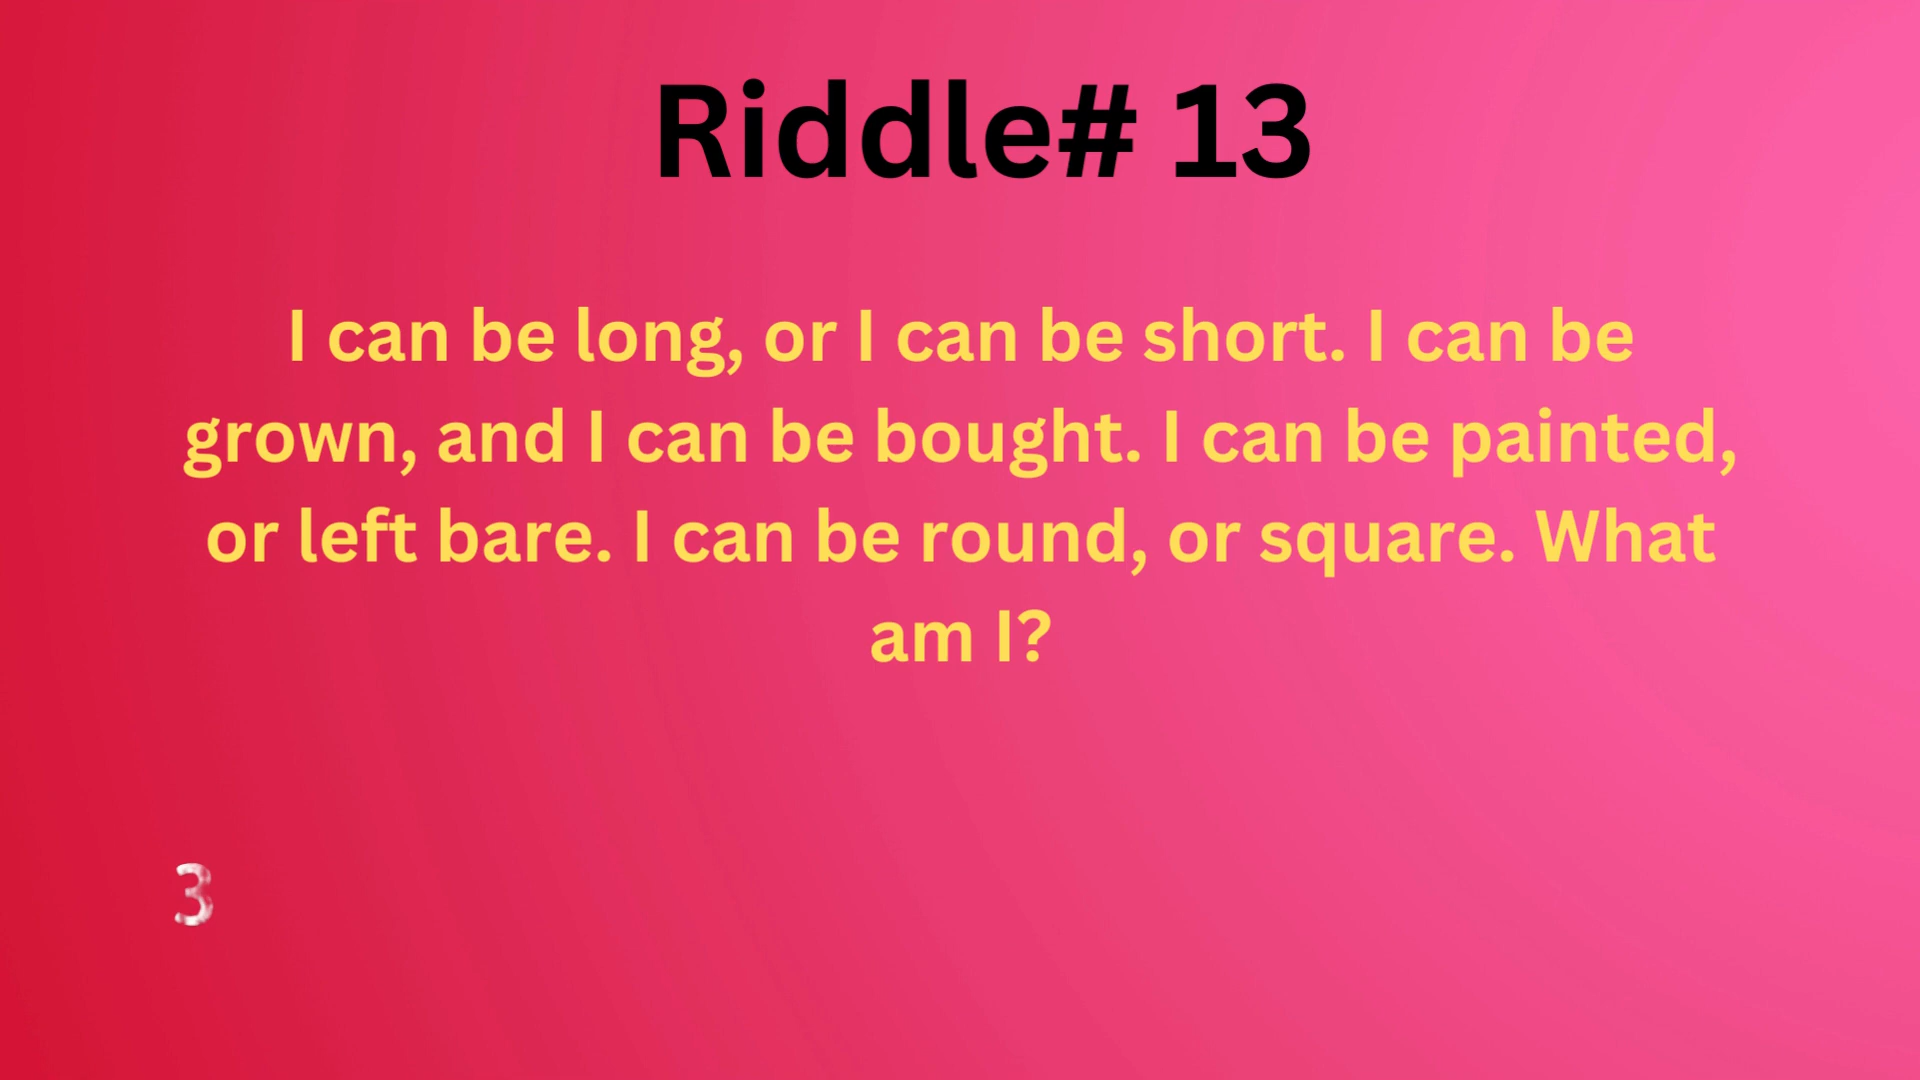 Riddle# 13
I can be long, or I can be short. I can be
grown, and I can be bought. I can be painted,
or left bare. I can be round, or square. What
am I?
3